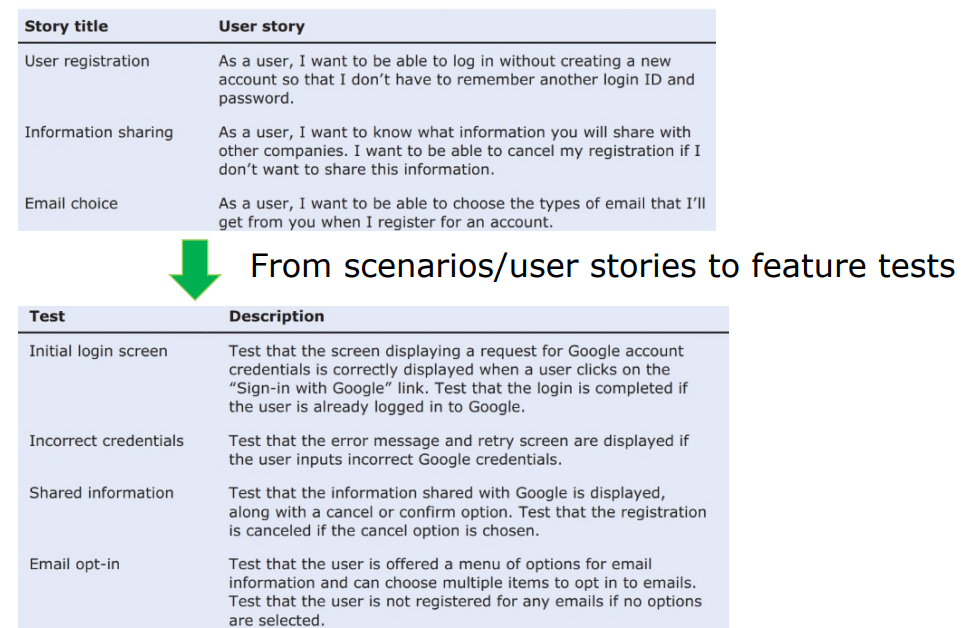 Story title User story
User registration As a user, I want to be able to log in without creating a new
account so that I don’t have to remember another login ID and
password.
Information sharing As a user, I want to know what information you will share with
other companies. I want to be able to cancel my registration if I
don’t want to share this information.
Email choice As a user, I want to be able to choose the types of email that I’ll
get from you when I register for an account.
From scenarios/user stories to feature tests
Test Description
Initial login screen Test that the screen displaying a request for Google account
credentials is correctly displayed when a user clicks on the
“Sign-in with Google” link. Test that the login is completed if
the user is already logged in to Google.
Incorrect credentials Test that the error message and retry screen are displayed if
the user inputs incorrect Google credentials.
Shared information Test that the information shared with Google is displayed,
along with a cancel or confirm option. Test that the registration
is canceled if the cancel option is chosen.
Email opt-in Test that the user is offered a menu of options for email
information and can choose multiple items to opt in to emails.
Test that the user is not registered for any emails if no options
are selected.